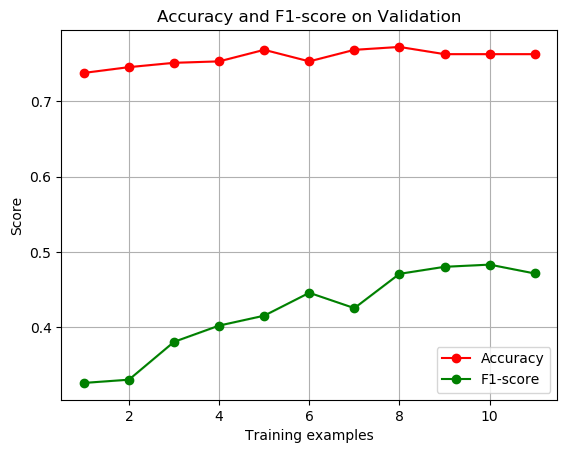 Accuracy and F1-score on Validation
Score
0.7
0.6
0.5
0.4
Accuracy
F1-score
2 4 6 8 10
Training examples